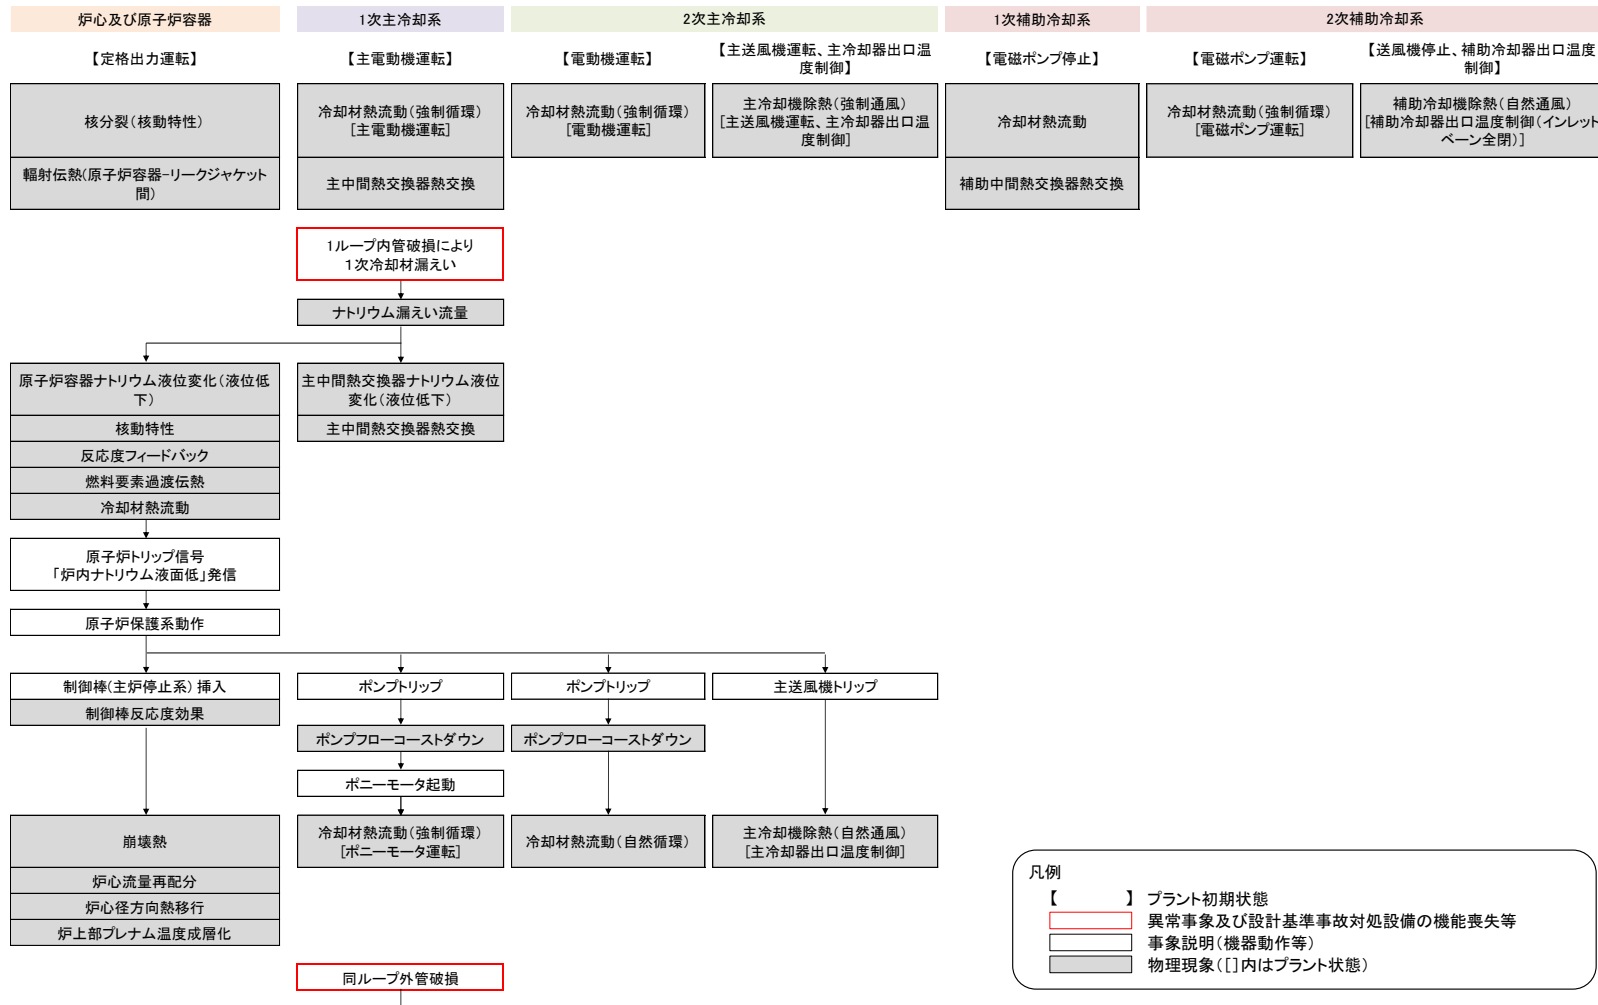 炉心及び原子炉容器
1次主冷却系
2次主冷却系
1次補助冷却系
2次補助冷却系
【定格出力運転】
【主電動機運転】
【電動機運転】
【主送風機運転、主冷却器出口温
度制御】
【電磁ポンプ停止】
【電磁ポンプ運転】
【送風機停止、補助冷却器出口温度
制御】
核分裂(核動特性)
冷却材熱流動(強制循環)
[主電動機運転]
冷却材熱流動(強制循環)
[電動機運転]
主冷却機除熱(強制通風)
[主送風機運転、主冷却器出口温
度制御]
冷却材熱流動
冷却材熱流動(強制循環)
[電磁ポンプ運転]
補助冷却機除熱(自然通風)
[補助冷却器出口温度制御(インレット
ベーン全閉)]
輻射伝熱(原子炉容器-リークジャケット
間)
主中間熱交換器熱交換
補助中間熱交換器熱交換
1ループ内管破損により
1次冷却材漏えい
ナトリウム漏えい流量
原子炉容器ナトリウム液位変化(液位低
下)
主中間熱交換器ナトリウム液位
変化(液位低下)
核動特性
主中間熱交換器熱交換
反応度フィードバック
燃料要素過渡伝熱
冷却材熱流動
原子炉トリップ信号
「炉内ナトリウム液面低」発信
原子炉保護系動作
制御棒(主炉停止系) 挿入
ポンプトリップ
ポンプトリップ
主送風機トリップ
制御棒反応度効果
ポンプフローコーストダウン
ポンプフローコーストダウン
ポニーモータ起動
崩壊熱
冷却材熱流動(強制循環)
[ポニーモータ運転]
冷却材熱流動(自然循環)
主冷却機除熱(自然通風)
[主冷却器出口温度制御]
炉心流量再配分
炉心径方向熱移行
炉上部プレナム温度成層化
同ループ外管破損
凡例
【 】 プラント初期状態
異常事象及び設計基準事故対処設備の機能喪失等
事象説明(機器動作等)
物理現象([]内はプラント状態)